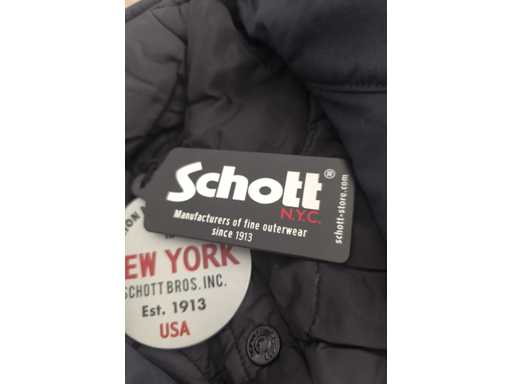 Schott®
N.Y.C.
Manufacturers of fine outerwear
since 1913
schott-store.com
EW YORK
SCHOTT BROS. INC.
Est. 1913
USA